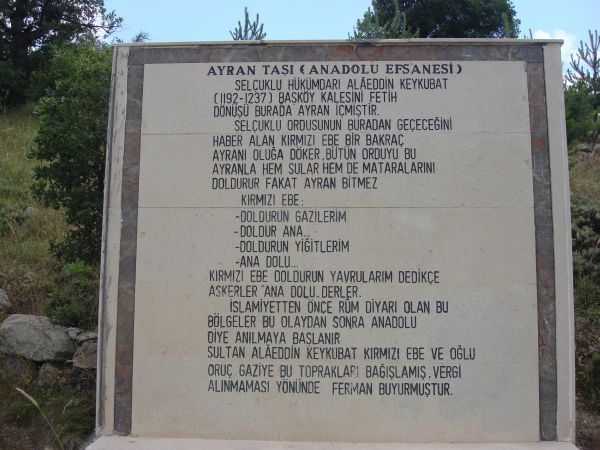 AYRAN TAŞI (ANADOLU EFSANESİ)
SELÇUKLU HÜKÜMDARI ALÂEDDİN KEYKUBAT
(1192-1237) BAŞKÖY KALESİNİ FETİH
DÖNÜŞÜ BURADA AYRAN İÇMİŞTİR.
SELÇUKLU ORDUSUNUN BURADAN GEÇECEĞİNİ
HABER ALAN KIRMIZI EBE BİR BAKRAÇ
AYRANI OLUĞA DÖKER, BÜTÜN ORDUYU BU
AYRANLA HEM SULAR HEM DE MATARALARINI
DOLDURUR FAKAT AYRAN BİTMEZ
KIRMIZI EBE;
-DOLDURUN GAZİLERİM
-DOLDUR ANA...
-DOLDURUN YİĞİTLERİM
-ANA DOLU...
KIRMIZI EBE DOLDURUN YAVRULARIM DEDİKÇE
ASKERLER "ANA DOLU.. DERLER.
İSLAMİYETTEN ÖNCE RUM DİYARI OLAN BU
BÖLGELER BU OLAYDAN SONRA ANADOLU
DİYE ANILMAYA BAŞLANIR
SULTAN ALÂEDDİN KEYKUBAT KIRMIZI EBE VE OĞLU
ORUÇ GAZİYE BU TOPRAKLARI BAĞIŞLAMIŞ, VERGİ
ALINMAMASI YÖNÜNDE FERMAN BUYURMUŞTUR.